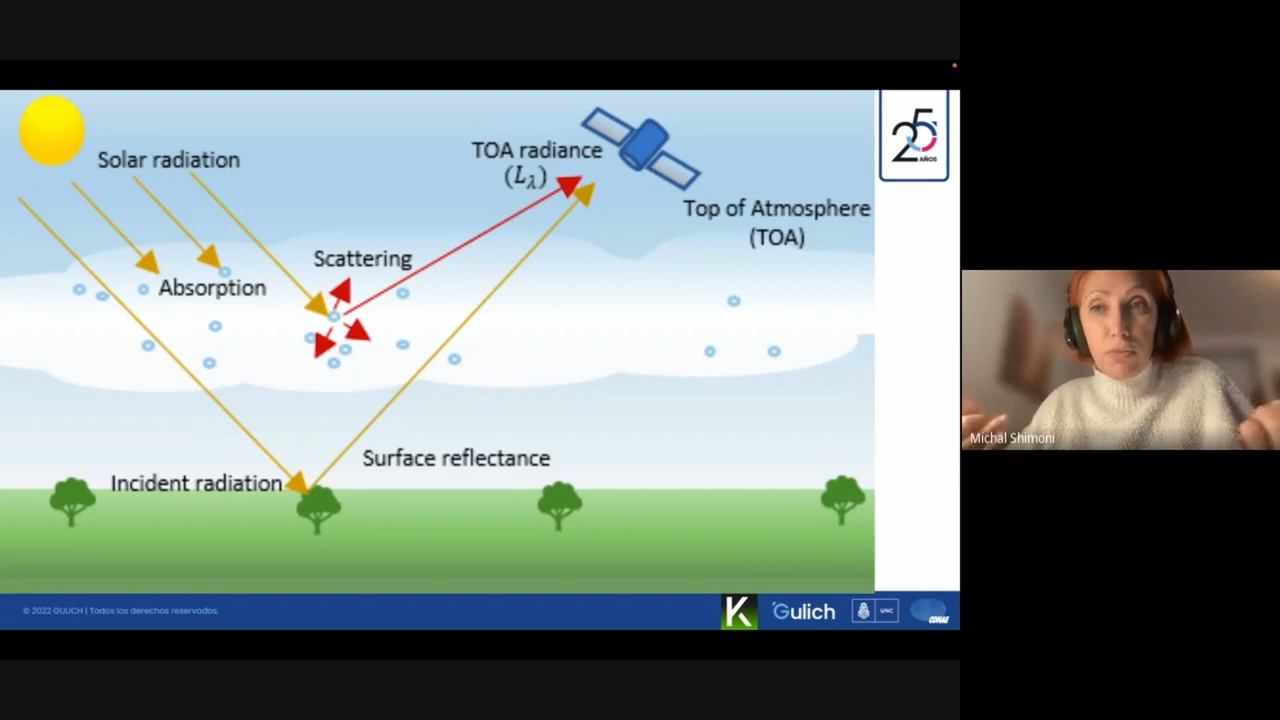 25
AÑOS
Solar radiation
TOA radiance
(Lλ)
Top of Atmosphere
(TOA)
Scattering
Absorption
Surface reflectance
Incident radiation
Michal Shimoni
© 2022 GULICH | Todos los derechos reservados.
K
Gulich
UNC
CONAE